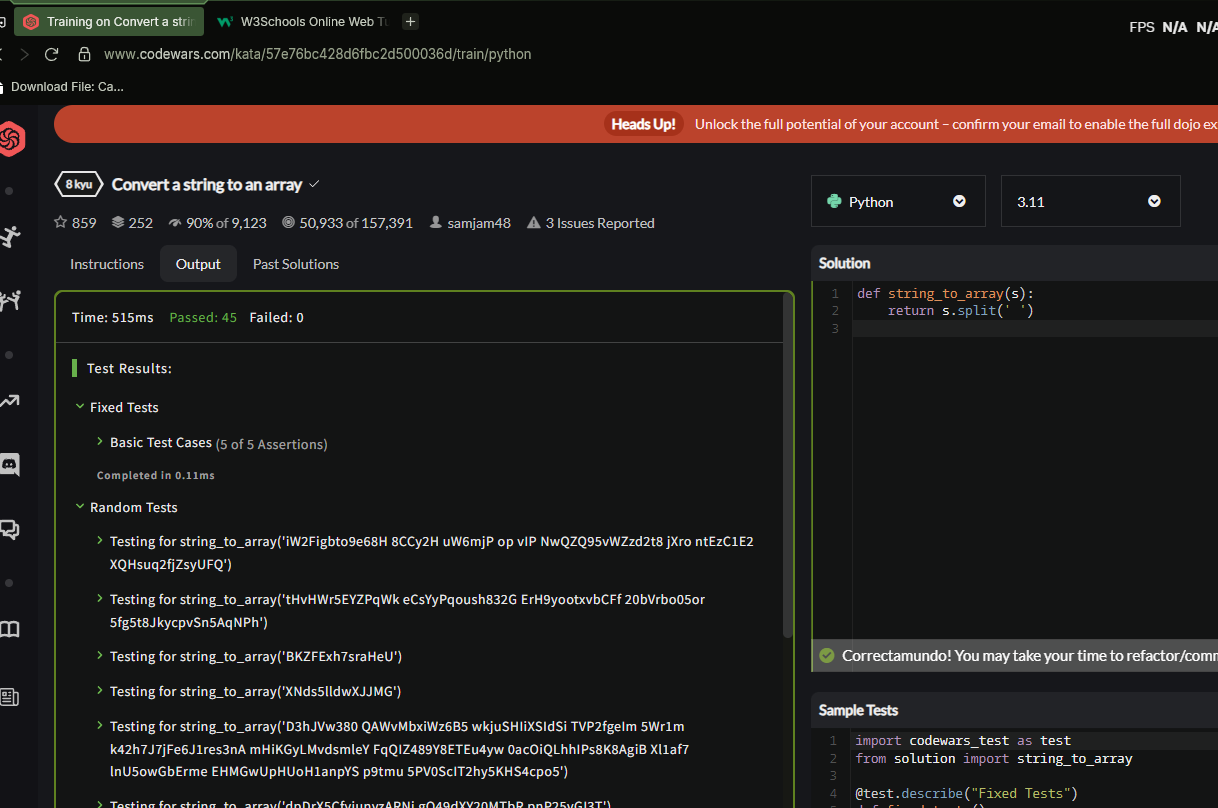 Training on Convert a stri
W3Schools Online Web Tu
+
FPS N/A N/A
www.codewars.com/kata/57e76bc428d6fbc2d500036d/train/python
Download File: Ca...
Heads Up! Unlock the full potential of your account – confirm your email to enable the full dojo ex
8 kyu Convert a string to an array
859 252 90% of 9,123 50,933 of 157,391 samjam48 3 Issues Reported
Python
3.11
Instructions Output Past Solutions
Time: 515ms Passed: 45 Failed: 0
Test Results:
Fixed Tests
Basic Test Cases (5 of 5 Assertions)
Completed in 0.11ms
Random Tests
Testing for string_to_array('iW2Figbto9e68H 8CCy2H uW6mjP op vIP NwQZQ95vWZzd2t8 jXro ntEzC1E2
XQHsuq2fjZsyUFQ')
Testing for string_to_array('tHvHWr5EYZPqWk eCsYyPqoush832G ErH9yootxvbCFf 20bVrbo05or
5fg5t8JkycpvSn5AqNPh')
Testing for string_to_array('BKZFExh7sraHeU')
Testing for string_to_array('XNds5lldwXJJMG')
Testing for string_to_array('D3hJVw380 QAWvMbxiWz6B5 wkjuSHIiXSIdSi TVP2fgeIm 5Wr1m
k42h7J7jFe6J1res3nA mHiKGyLMvdsmleY FqQIZ489Y8ETEu4yw 0acOiQLhhIPs8K8AgiB Xl1af7
lnU5owGbErme EHMGwUpHUoH1anpYS p9tmu 5PV0ScIT2hy5KHS4cpo5')
Solution
1 def string_to_array(s):
2 return s.split(' ')
3
Correctamundo! You may take your time to refactor/comm
Sample Tests
1 import codewars_test as test
2 from solution import string_to_array
3
4 @test.describe("Fixed Tests")